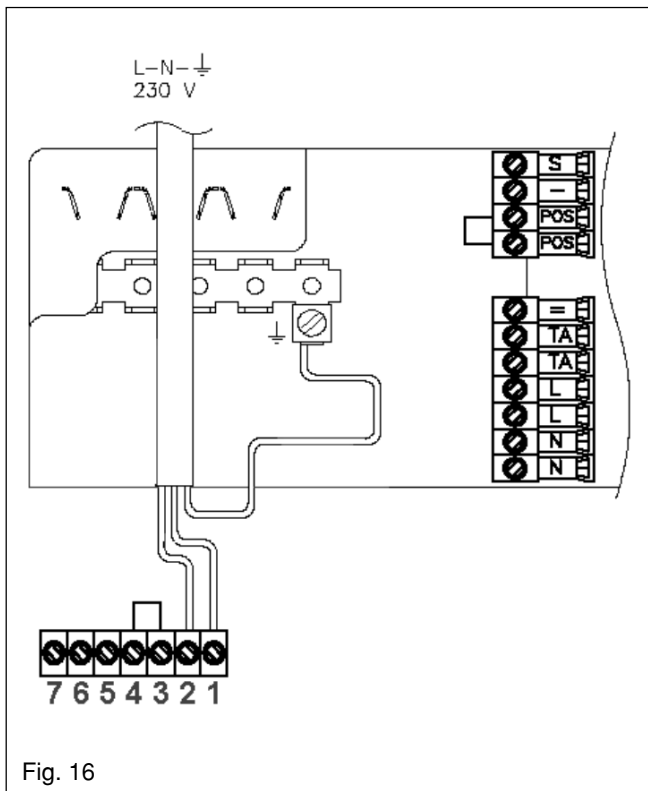 L-N-⏚
230 V
S
-
POS
POS
⏚
=
TA
TA
L
L
N
N
7 6 5 4 3 2 1
Fig. 16